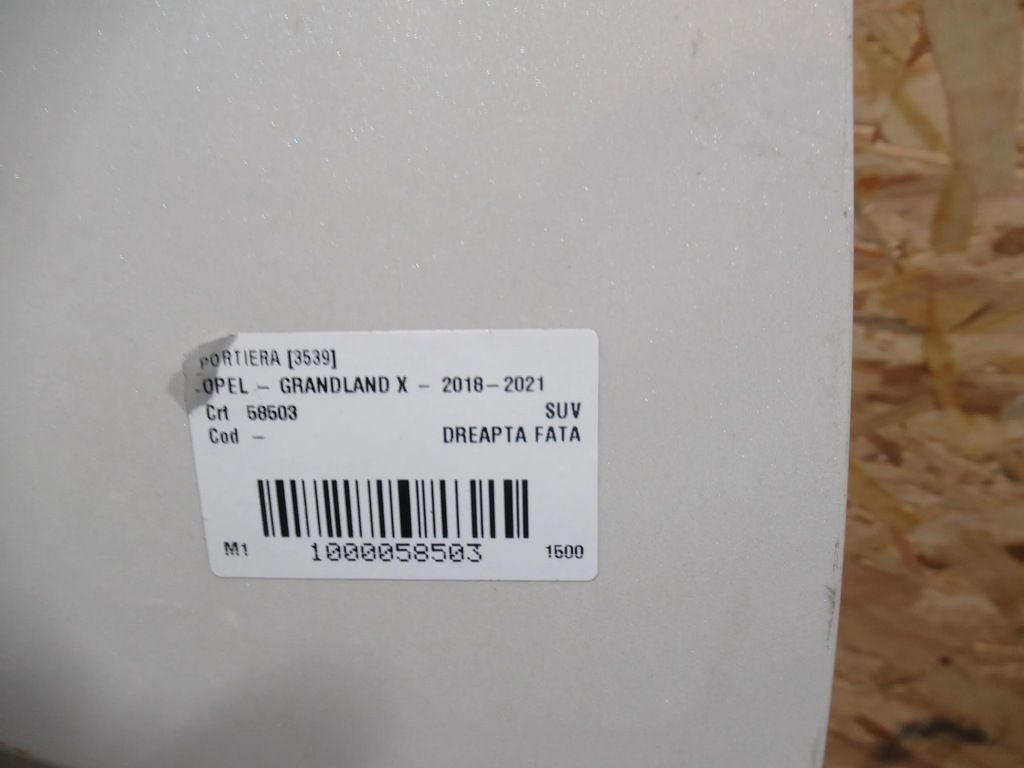 PORTIERA [3539]
OPEL - GRANDLAND X - 2018-2021
Crt 58503 SUV
Cod - DREAPTA FATA
M1 1000058503 1500